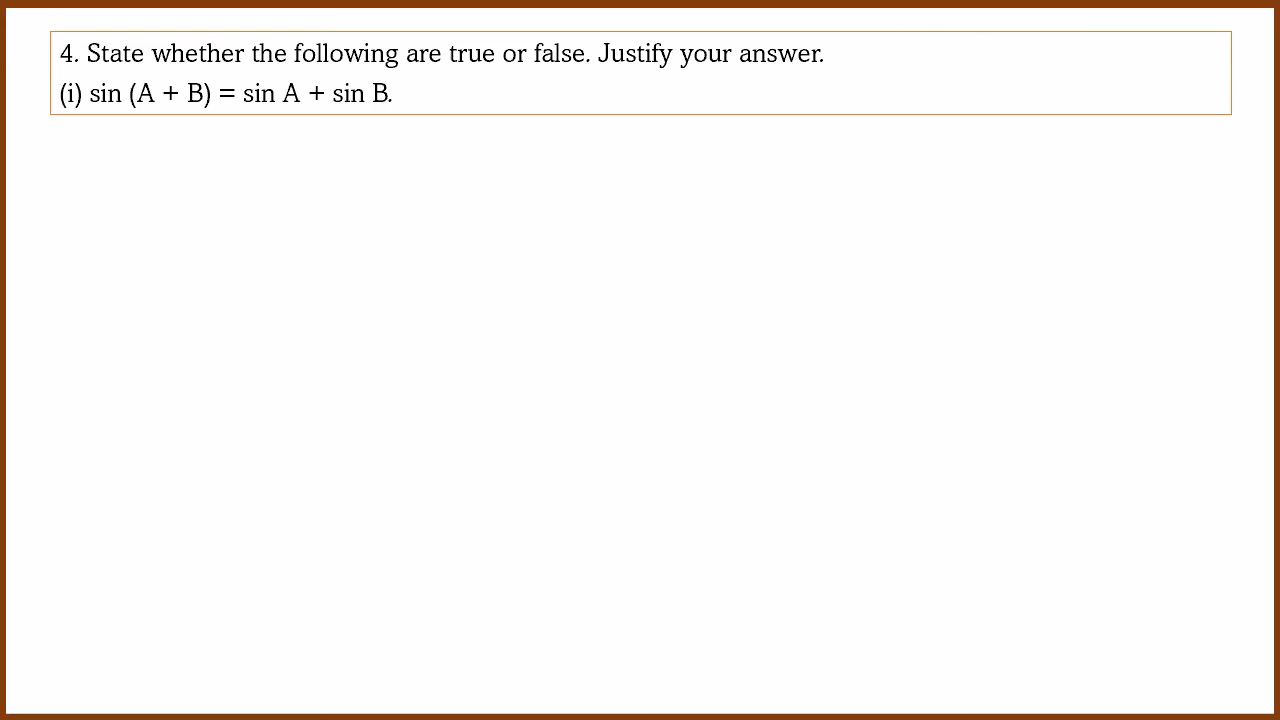 4. State whether the following are true or false. Justify your answer.
(i) sin (A + B) = sin A + sin B.